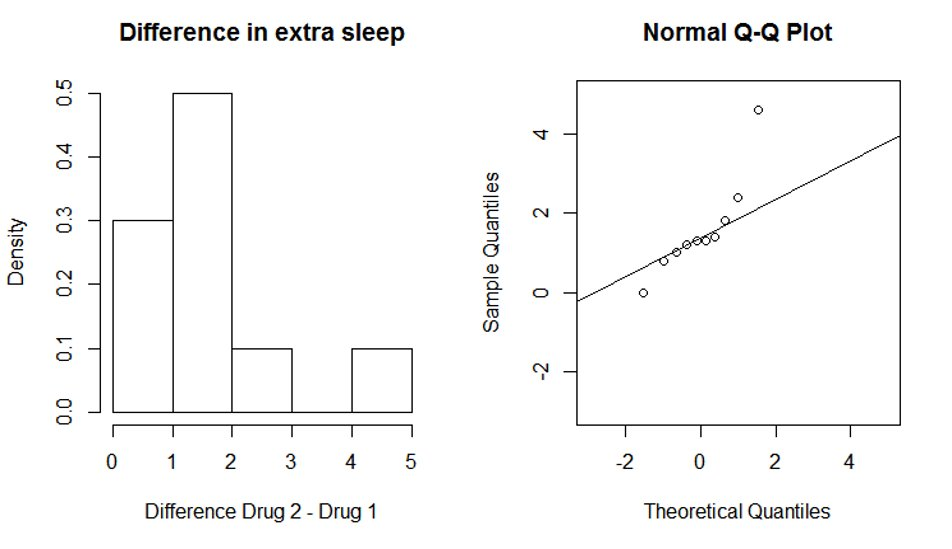 Difference in extra sleep
Density
0.0 0.1 0.2 0.3 0.4 0.5
0 1 2 3 4 5
Difference Drug 2 - Drug 1
Normal Q-Q Plot
Sample Quantiles
-2 0 2 4
-2 0 2 4
Theoretical Quantiles